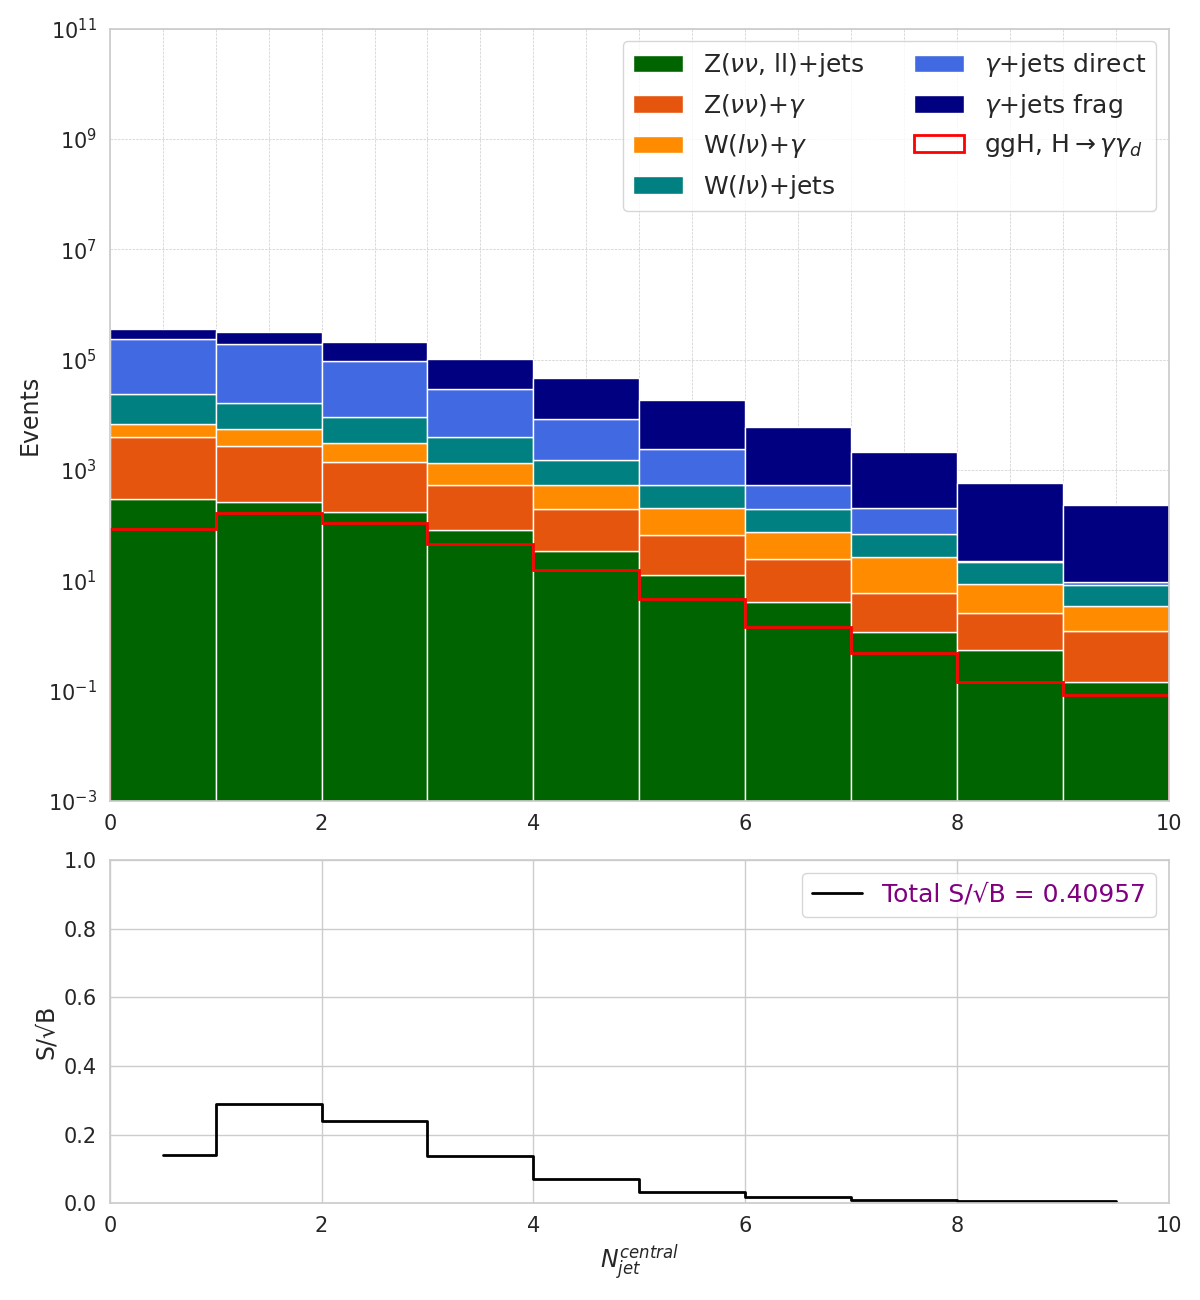 10^11
10^9
10^7
10^5
10^3
10^1
10^−1
10^−3
Events
Z(νν, ll)+jets
Z(νν)+γ
W(lν)+γ
W(lν)+jets
γ+jets direct
γ+jets frag
ggH, H→γγ_d
0 2 4 6 8 10
1.0
0.8
0.6
0.4
0.2
0.0
S/√B
Total S/√B = 0.40957
0 2 4 6 8 10
N_jet^central